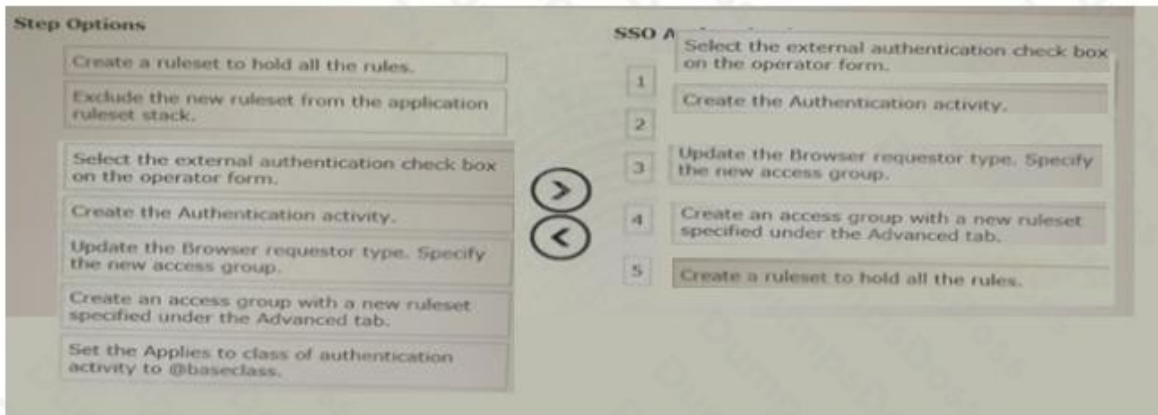 Step Options
Create a ruleset to hold all the rules.
Exclude the new ruleset from the application
ruleset stack.
Select the external authentication check box
on the operator form.
Create the Authentication activity.
Update the Browser requestor type. Specify
the new access group.
Create an access group with a new ruleset
specified under the Advanced tab.
Set the Applies to class of authentication
activity to @baseclass.
SSO A
1
Select the external authentication check box
on the operator form.
2
Create the Authentication activity.
3
Update the Browser requestor type. Specify
the new access group.
4
Create an access group with a new ruleset
specified under the Advanced tab.
5
Create a ruleset to hold all the rules.